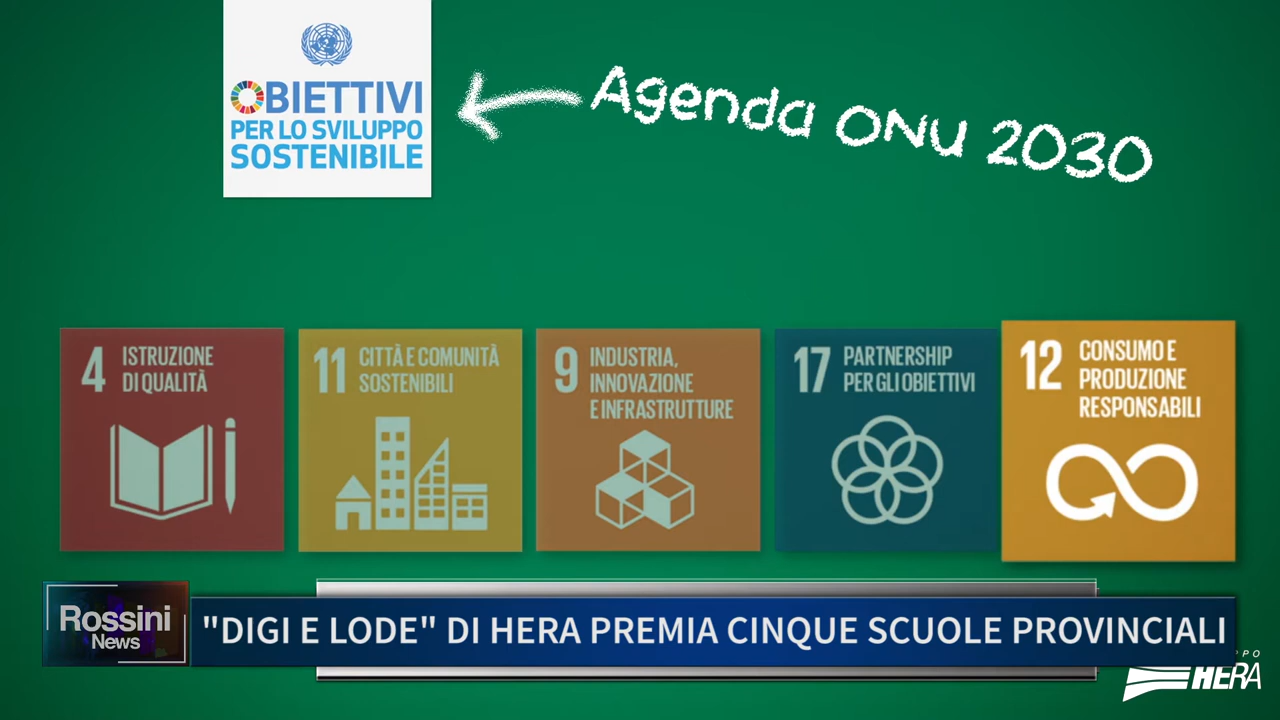 OBIETTIVI
PER LO SVILUPPO
SOSTENIBILE
Agenda ONU 2030
4 ISTRUZIONE
DI QUALITÀ
11 CITTÀ E COMUNITÀ
SOSTENIBILI
9 INDUSTRIA,
INNOVAZIONE
E INFRASTRUTTURE
17 PARTNERSHIP
PER GLI OBIETTIVI
12 CONSUMO E
PRODUZIONE
RESPONSABILI
Rossini
News
"DIGI E LODE" DI HERA PREMIA CINQUE SCUOLE PROVINCIALI
HERA